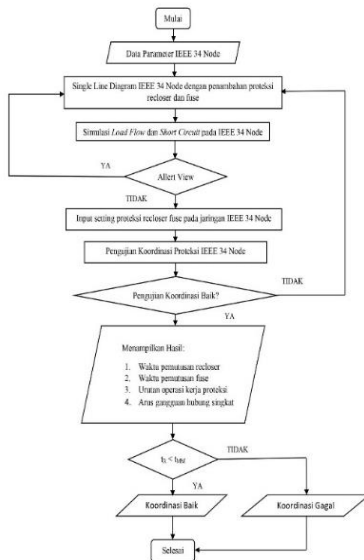 Mulai
Data Parameter IEEE 34 Node
Single Line Diagram IEEE 34 Node dengan penambahan proteksi
recloser dan fuse
Simulasi Load Flow dan Short Circuit pada IEEE 34 Node
YA
Allert View
TIDAK
Input setting proteksi recloser fuse pada jaringan IEEE 34 Node
Pengujian Koordinasi Proteksi IEEE 34 Node
TIDAK
Pengujian Koordinasi Baik?
YA
Menampilkan Hasil:
1. Waktu pemutusan recloser
2. Waktu pemutusan fuse
3. Urutan operasi kerja proteksi
4. Arus gangguan hubung singkat
TIDAK
YA
Koordinasi Baik
Koordinasi Gagal
Selesai